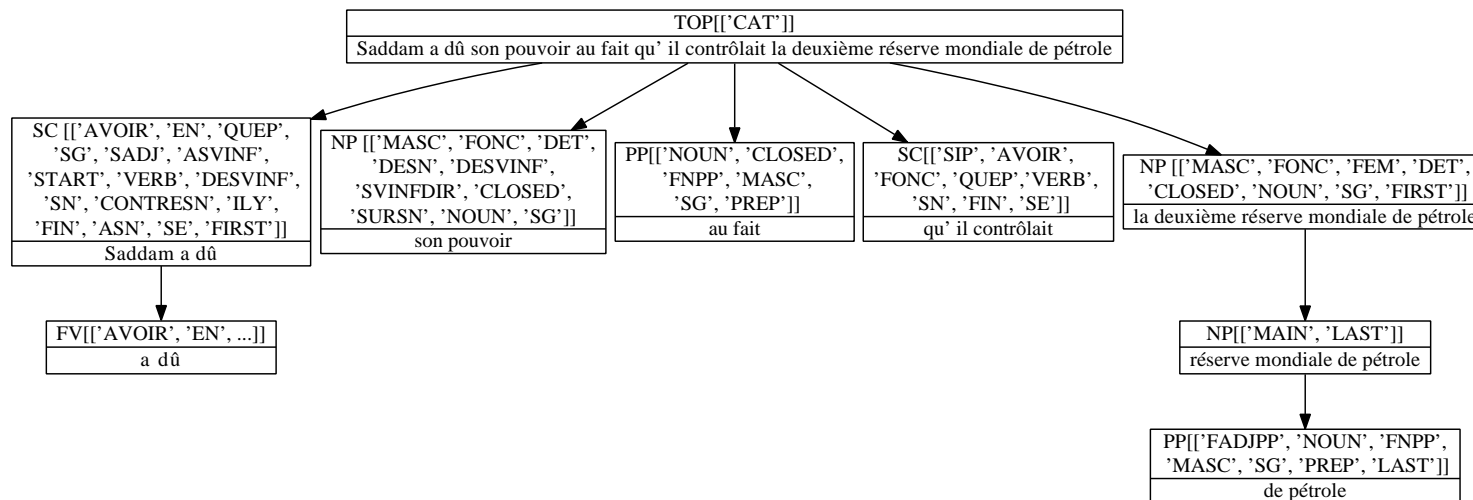 TOP[['CAT']]
Saddam a dû son pouvoir au fait qu’ il contrôlait la deuxième réserve mondiale de pétrole
SC [['AVOIR’, ’EN’, ’QUEP’,
’SG’, ’SADJ’, ’ASVINF’,
’START’, ’VERB’, ’DESVINF’,
’SN’, ’CONTRESN’, ’ILY’,
’FIN’, ’ASN’, ’SE’, ’FIRST’]]
Saddam a dû
NP [[’MASC’, ’FONC’, ’DET’,
’DESN’, ’DESVINF’,
’SVINFDIR’, ’CLOSED’,
’SURSN’, ’NOUN’, ’SG’]]
son pouvoir
PP[[’NOUN’, ’CLOSED’,
’FNPP’, ’MASC’,
’SG’, ’PREP’]]
au fait
SC[[’SIP’, ’AVOIR’,
’FONC’, ’QUEP’,’VERB’,
’SN’, ’FIN’, ’SE’]]
qu’ il contrôlait
NP [[’MASC’, ’FONC’, ’FEM’, ’DET’,
’CLOSED’, ’NOUN’, ’SG’, ’FIRST’]]
la deuxième réserve mondiale de pétrole
FV[[’AVOIR’, ’EN’, ...]]
a dû
NP[[’MAIN’, ’LAST’]]
réserve mondiale de pétrole
PP[[’FADJPP’, ’NOUN’, ’FNPP’,
’MASC’, ’SG’, ’PREP’, ’LAST’]]
de pétrole